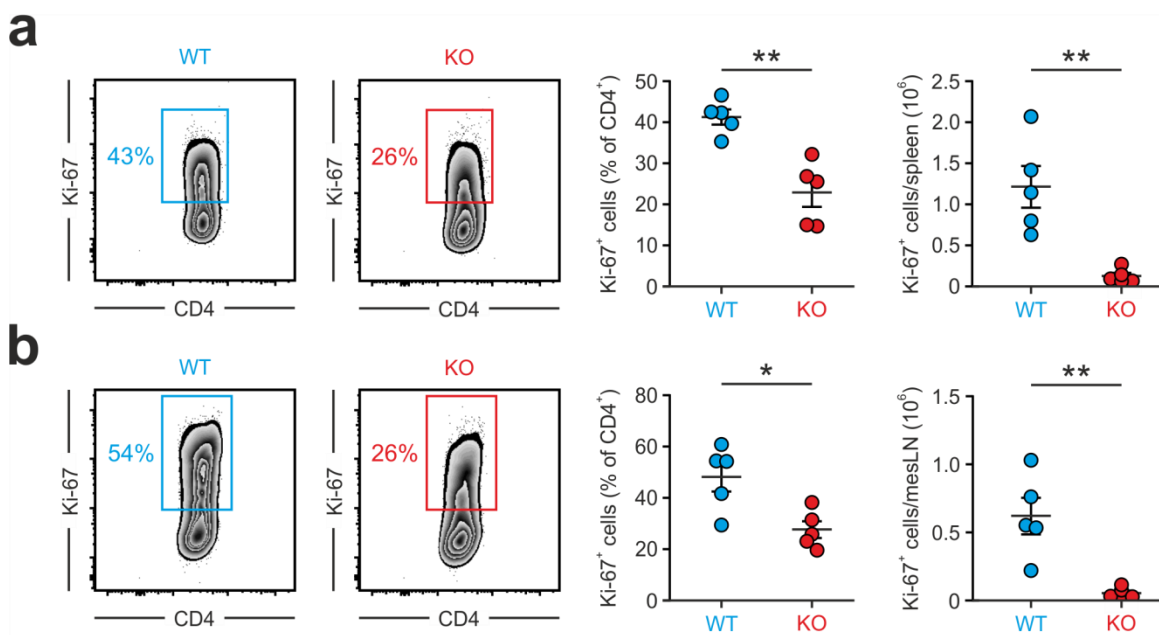 a
WT
KO
Ki-67
43%
CD4
Ki-67
26%
CD4
Ki-67⁺ cells (% of CD4⁺)
50
40
30
20
10
0
**
WT
KO
Ki-67⁺ cells/spleen (10⁶)
2.5
2.0
1.5
1.0
0.5
0
**
WT
KO
b
WT
KO
Ki-67
54%
CD4
Ki-67
26%
CD4
Ki-67⁺ cells (% of CD4⁺)
80
60
40
20
0
*
WT
KO
Ki-67⁺ cells/mesLN (10⁶)
1.5
1.0
0.5
0
**
WT
KO